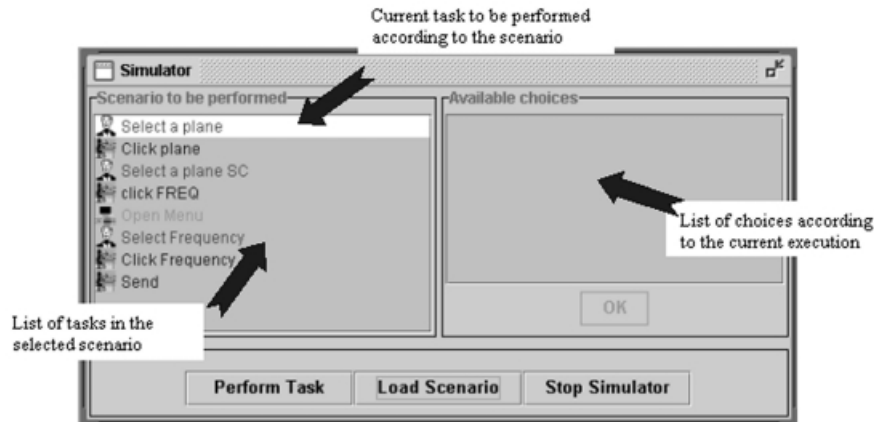 Current task to be performed
according to the scenario
Simulator
Scenario to be performed
Available choices
Select a plane
Click plane
Select a plane SC
click FREQ
Open Menu
Select Frequency
Click Frequency
Send
List of choices according
to the current execution
OK
List of tasks in the
selected scenario
Perform Task
Load Scenario
Stop Simulator